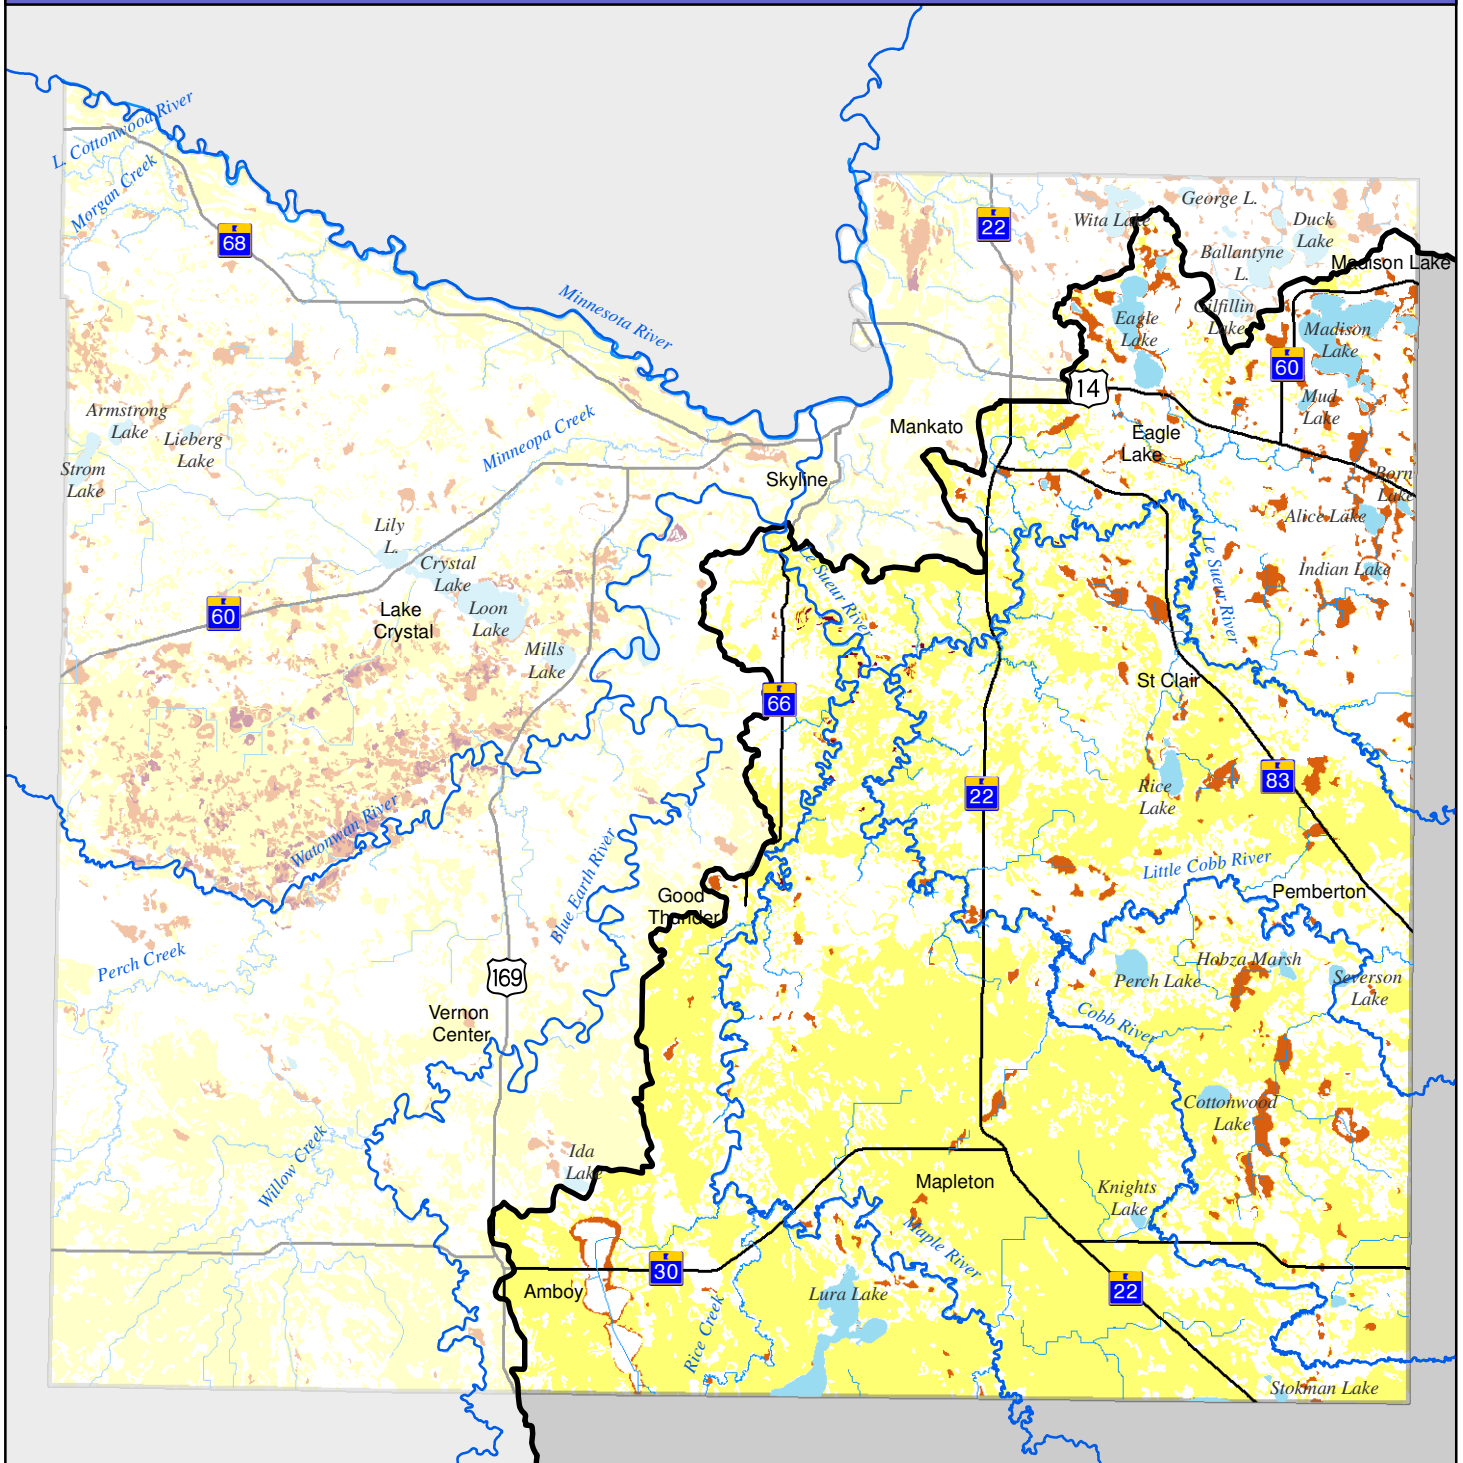 L. Cottonwood River
Morgan Creek
68
Minnesota River
22
Wita Lake
George L.
Duck
Lake
Ballantyne
L.
Madison Lake
Gilfillin
Lake
Eagle
Lake
Madison
Lake
60
14
Mud
Lake
Armstrong
Lake
Lieberg
Lake
Strom
Lake
Minneopa Creek
Mankato
Eagle
Lake
Skyline
Born
Lake
Alice Lake
Lily
L.
Crystal
Lake
Loon
Lake
Mills
Lake
60
Lake
Crystal
Le Sueur River
Le Sueur River
Indian Lake
66
St Clair
22
83
Rice
Lake
Watonwan River
Blue Earth River
Little Cobb River
Pemberton
Good
Thunder
Perch Creek
169
Perch Lake
Hobza Marsh
Severson
Lake
Vernon
Center
Cobb River
Cottonwood
Lake
Willow Creek
Ida
Lake
Mapleton
Knights
Lake
Maple River
30
Amboy
Rice Creek
Lura Lake
22
Stokman Lake